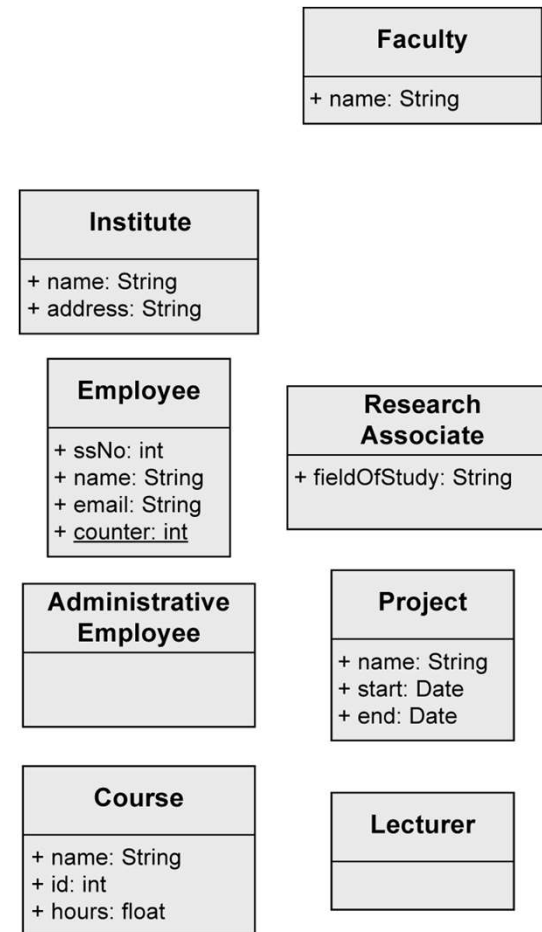 Faculty
+ name: String
Institute
+ name: String
+ address: String
Employee
+ ssNo: int
+ name: String
+ email: String
+ counter: int
Research
Associate
+ fieldOfStudy: String
Administrative
Employee
Project
+ name: String
+ start: Date
+ end: Date
Course
+ name: String
+ id: int
+ hours: float
Lecturer